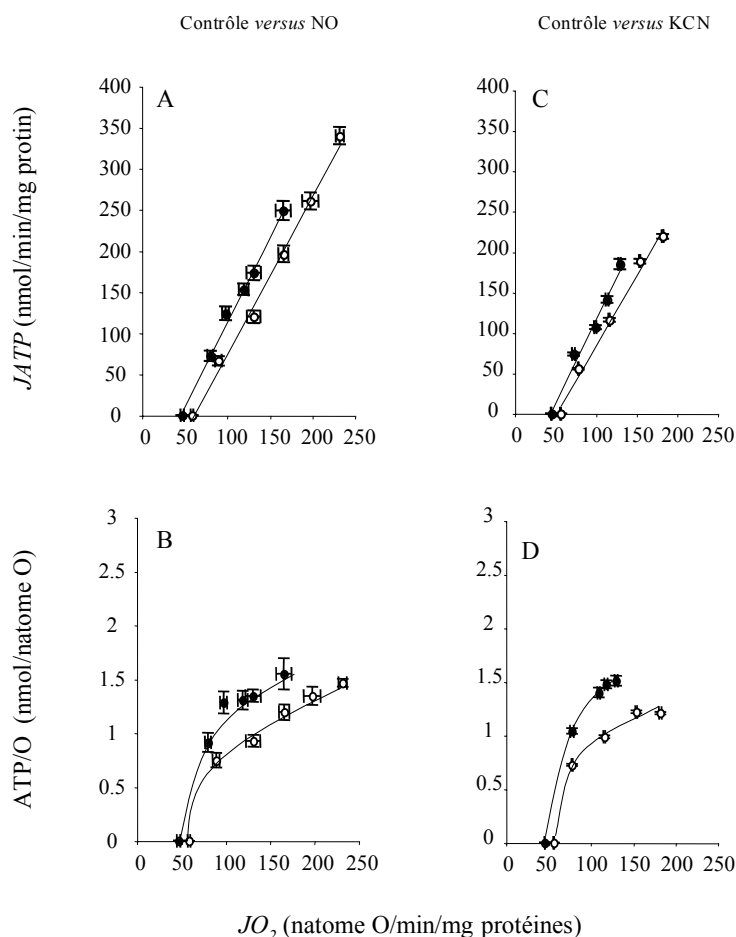 Contrôle versus NO
Contrôle versus KCN
A
C
JATP (nmol/min/mg protin)
400
350
300
250
200
150
100
50
0
0 50 100 150 200 250
400
350
300
250
200
150
100
50
0
0 50 100 150 200 250
B
D
ATP/O (nmol/natome O)
3
2.5
2
1.5
1
0.5
0
0 50 100 150 200 250
3
2.5
2
1.5
1
0.5
0
0 50 100 150 200 250
JO2 (natome O/min/mg protéines)